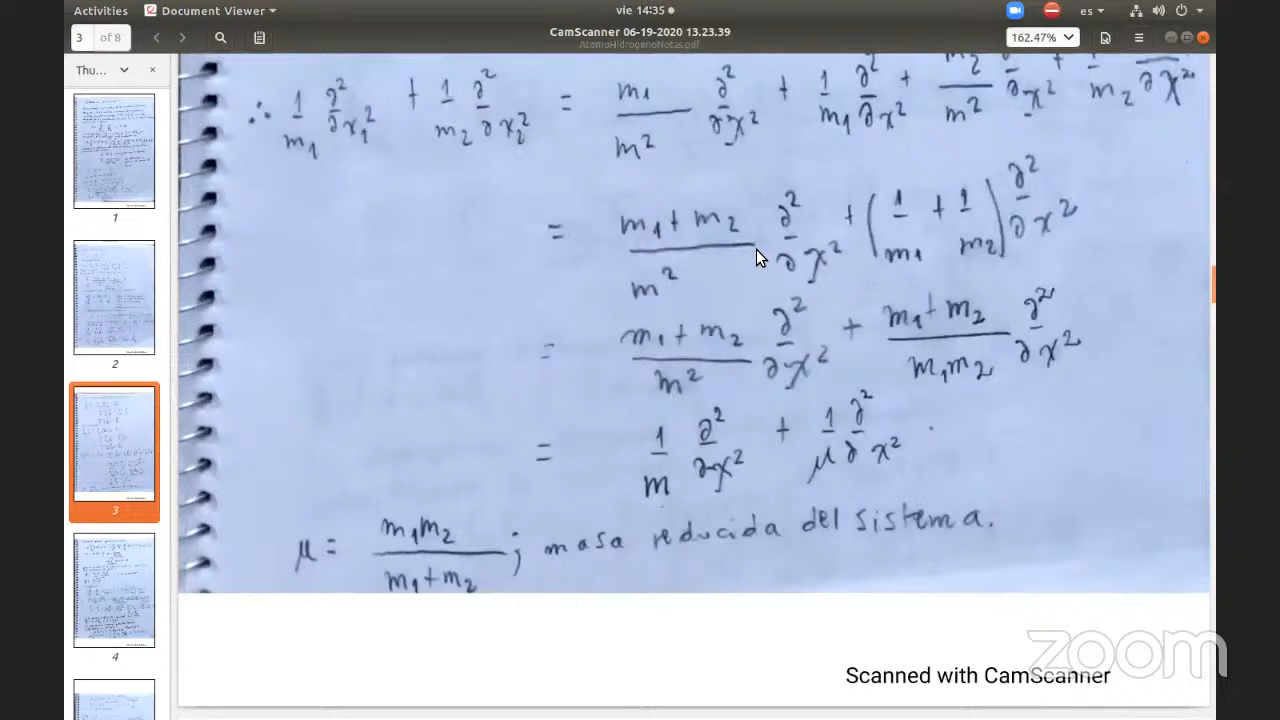 Activities Document Viewer vie 14:35 es
3 of 8 CamScanner 06-19-2020 13.23.39 162.47%
AtomoHidrogenoNotas.pdf
Thu...
1
2
3
4
∴ 1/m₁ ∂²/∂x₁² + 1/m₂ ∂²/∂x₂² = m₁/m² ∂²/∂X² + 1/m₁ ∂²/∂x² + m₂/m² ∂/∂X² + 1/m₂ ∂/∂x²
= m₁+m₂/m² ∂²/∂X² + (1/m₁ + 1/m₂) ∂²/∂x²
= m₁+m₂/m² ∂²/∂X² + m₁+m₂/m₁m₂ ∂²/∂x²
= 1/m ∂²/∂X² + 1/μ ∂²/∂x² .
μ = m₁m₂/m₁+m₂ ; masa reducida del sistema.
zoom
Scanned with CamScanner